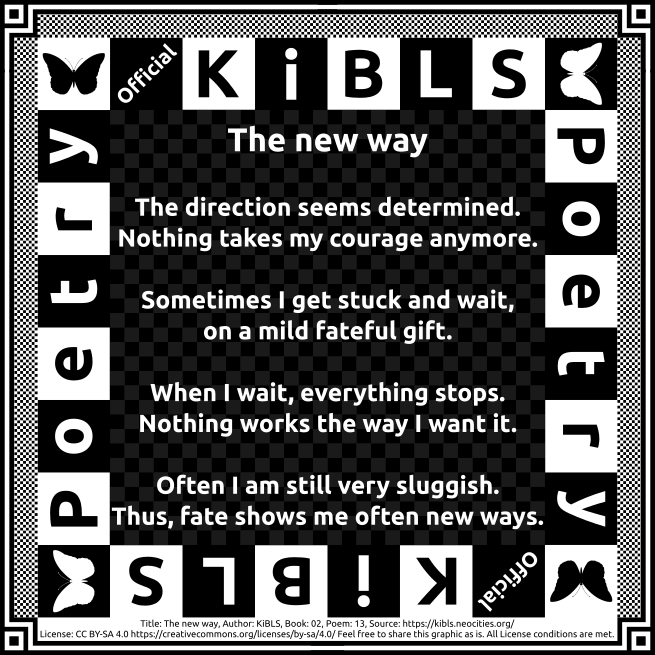 Official
KiBLS
Poetry
Poetry
The new way
The direction seems determined.
Nothing takes my courage anymore.
Sometimes I get stuck and wait,
on a mild fateful gift.
When I wait, everything stops.
Nothing works the way I want it.
Often I am still very sluggish.
Thus, fate shows me often new ways.
Official
KiBLS
Title: The new way, Author: KiBLS, Book: 02, Poem: 13, Source: https://kibls.neocities.org/
License: CC BY-SA 4.0 https://creativecommons.org/licenses/by-sa/4.0/ Feel free to share this graphic as is. All License conditions are met.